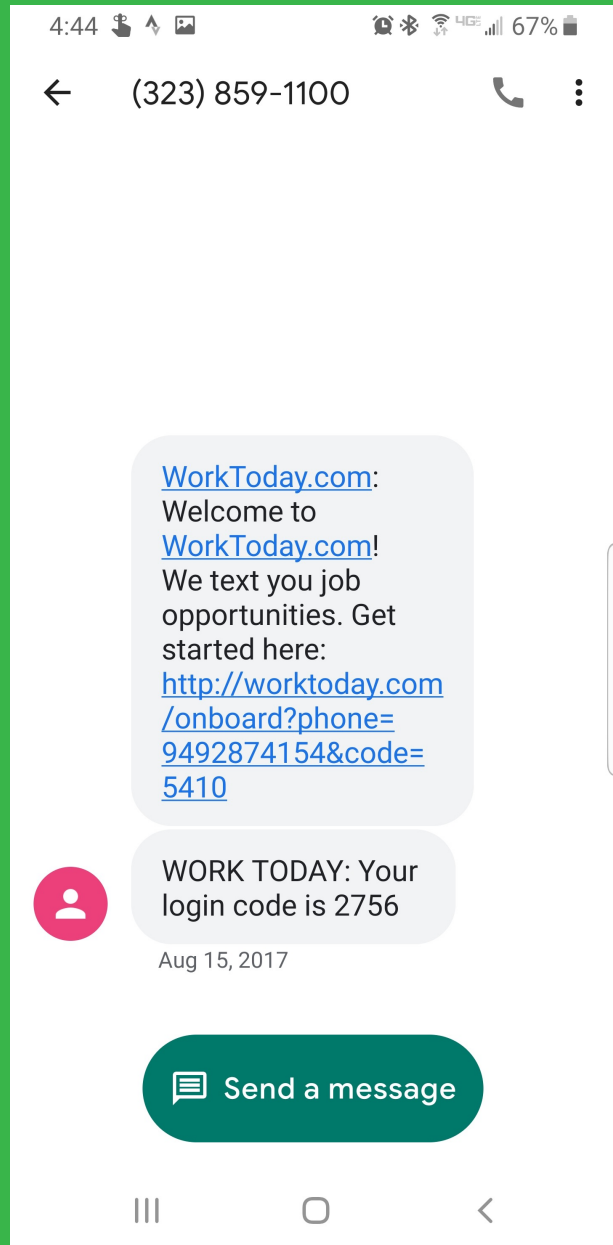 4:44 4G 67%
(323) 859-1100
WorkToday.com:
Welcome to
WorkToday.com!
We text you job
opportunities. Get
started here:
http://worktoday.com
/onboard?phone=
9492874154&code=
5410
WORK TODAY: Your
login code is 2756
Aug 15, 2017
Send a message